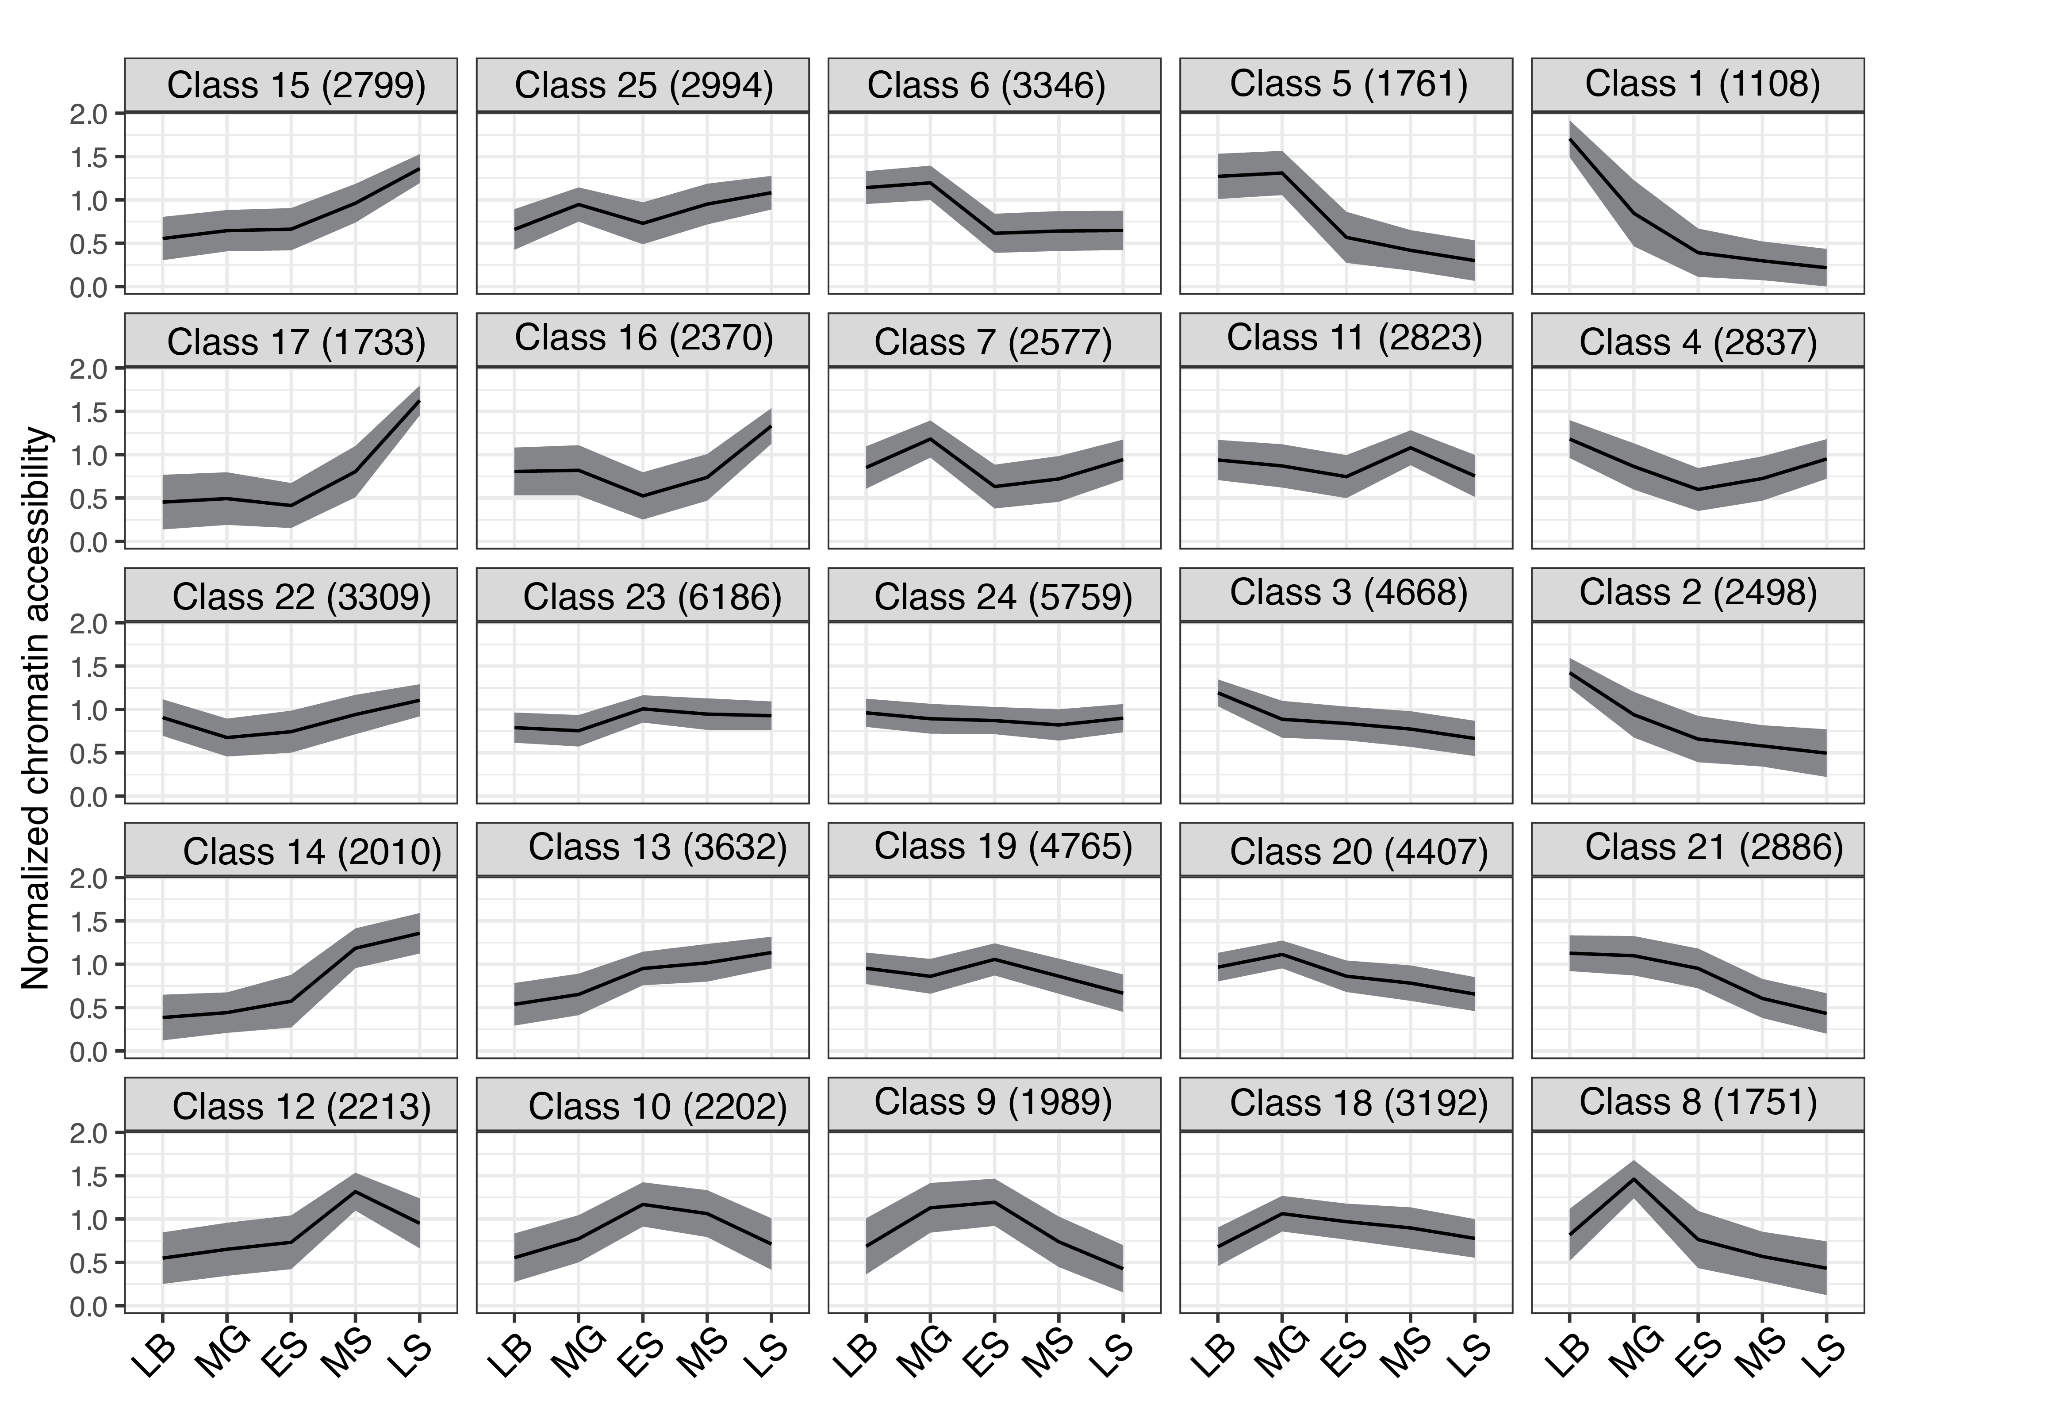 Normalized chromatin accessibility
Class 15 (2799)
Class 25 (2994)
Class 6 (3346)
Class 5 (1761)
Class 1 (1108)
2.0
1.5
1.0
0.5
0.0
Class 17 (1733)
Class 16 (2370)
Class 7 (2577)
Class 11 (2823)
Class 4 (2837)
2.0
1.5
1.0
0.5
0.0
Class 22 (3309)
Class 23 (6186)
Class 24 (5759)
Class 3 (4668)
Class 2 (2498)
2.0
1.5
1.0
0.5
0.0
Class 14 (2010)
Class 13 (3632)
Class 19 (4765)
Class 20 (4407)
Class 21 (2886)
2.0
1.5
1.0
0.5
0.0
Class 12 (2213)
Class 10 (2202)
Class 9 (1989)
Class 18 (3192)
Class 8 (1751)
2.0
1.5
1.0
0.5
0.0
LB MG ES MS LS
LB MG ES MS LS
LB MG ES MS LS
LB MG ES MS LS
LB MG ES MS LS